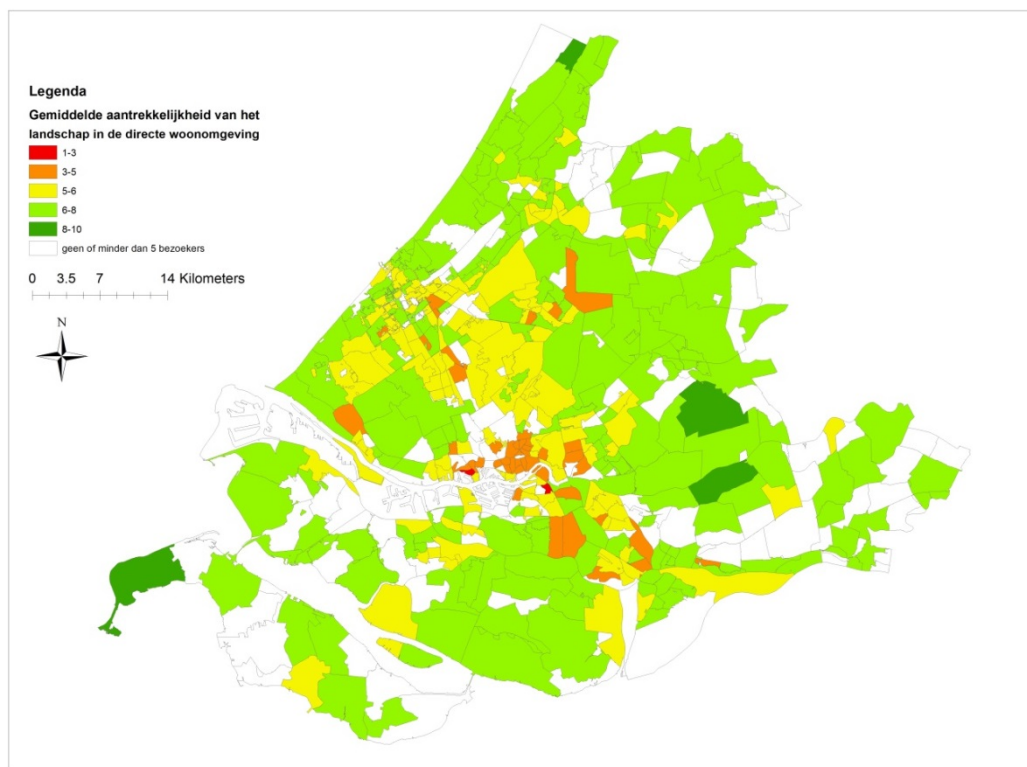 Legenda
Gemiddelde aantrekkelijkheid van het
landschap in de directe woonomgeving
1-3
3-5
5-6
6-8
8-10
geen of minder dan 5 bezoekers
0 3.5 7 14 Kilometers
N